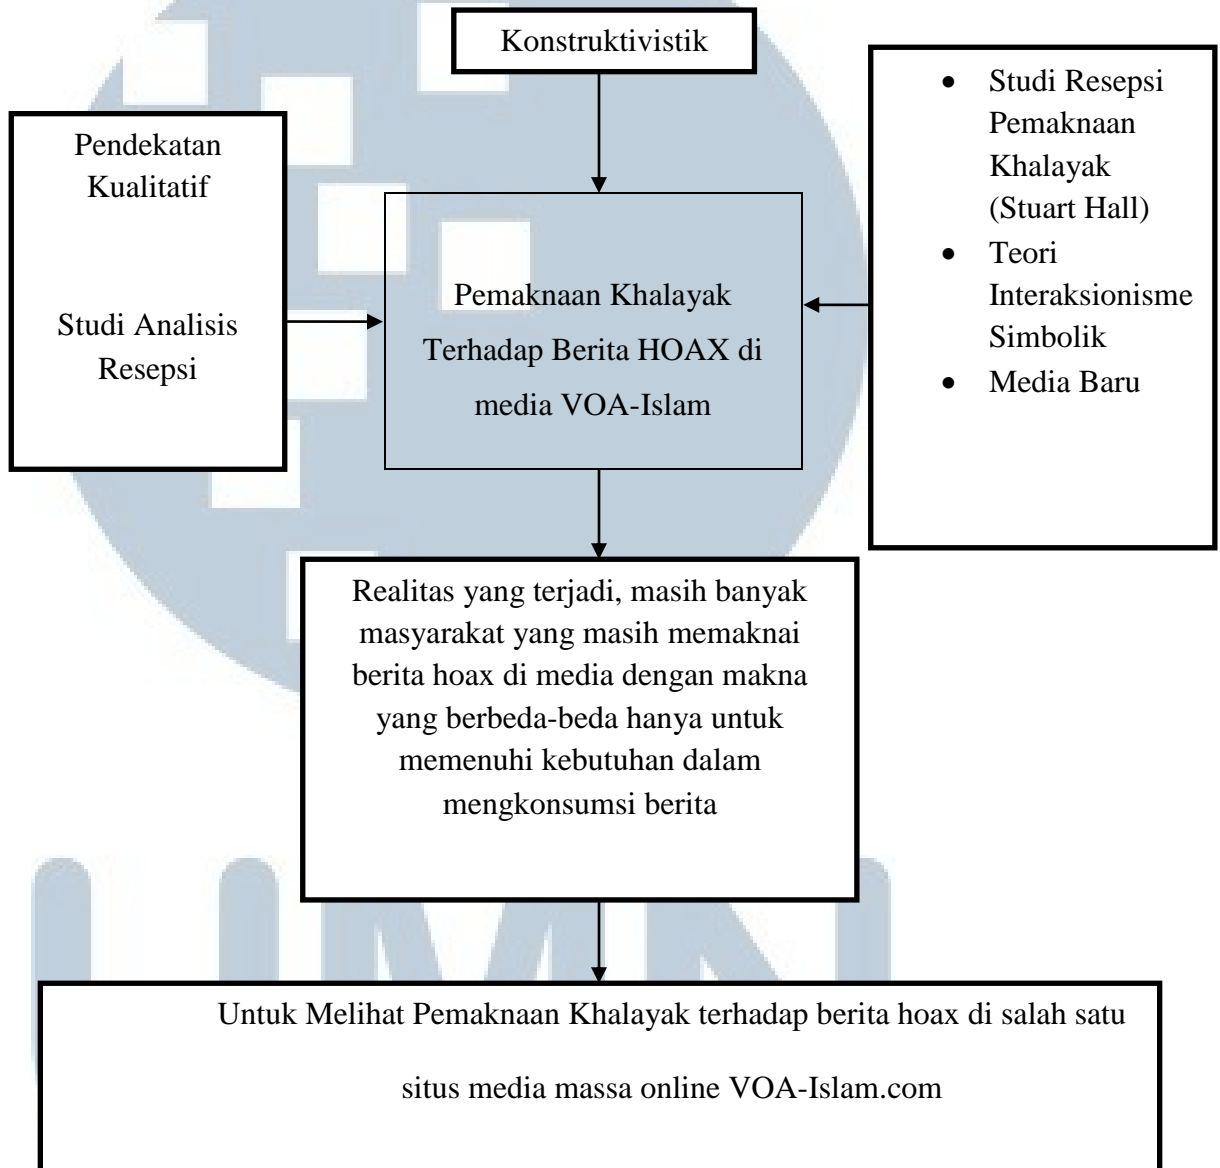 Konstruktivistik
Pendekatan
Kualitatif
Studi Analisis
Resepsi
Pemaknaan Khalayak
Terhadap Berita HOAX di
media VOA-Islam
• Studi Resepsi
Pemaknaan
Khalayak
(Stuart Hall)
• Teori
Interaksionisme
Simbolik
• Media Baru
Realitas yang terjadi, masih banyak
masyarakat yang masih memaknai
berita hoax di media dengan makna
yang berbeda-beda hanya untuk
memenuhi kebutuhan dalam
mengkonsumsi berita
Untuk Melihat Pemaknaan Khalayak terhadap berita hoax di salah satu
situs media massa online VOA-Islam.com
UMN